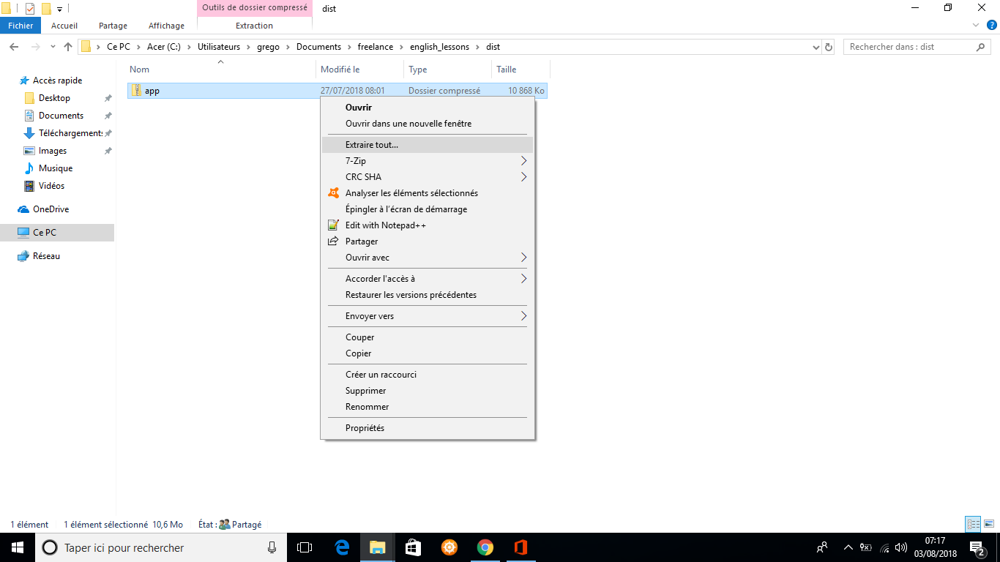 Outils de dossier compressé dist
Fichier Accueil Partage Affichage Extraction
Ce PC Acer (C:) Utilisateurs grego Documents freelance english_lessons dist Rechercher dans : dist
Nom Modifié le Type Taille
Accès rapide
Desktop
Documents
Téléchargements
Images
Musique
Vidéos
OneDrive
Ce PC
Réseau
app 27/07/2018 08:01 Dossier compressé 10 868 Ko
Ouvrir
Ouvrir dans une nouvelle fenêtre
Extraire tout...
7-Zip
CRC SHA
Analyser les éléments sélectionnés
Épingler à l'écran de démarrage
Edit with Notepad++
Partager
Ouvrir avec
Accorder l'accès à
Restaurer les versions précédentes
Envoyer vers
Couper
Copier
Créer un raccourci
Supprimer
Renommer
Propriétés
1 élément 1 élément sélectionné 10,6 Mo État : Partagé
Taper ici pour rechercher
07:17
03/08/2018
2